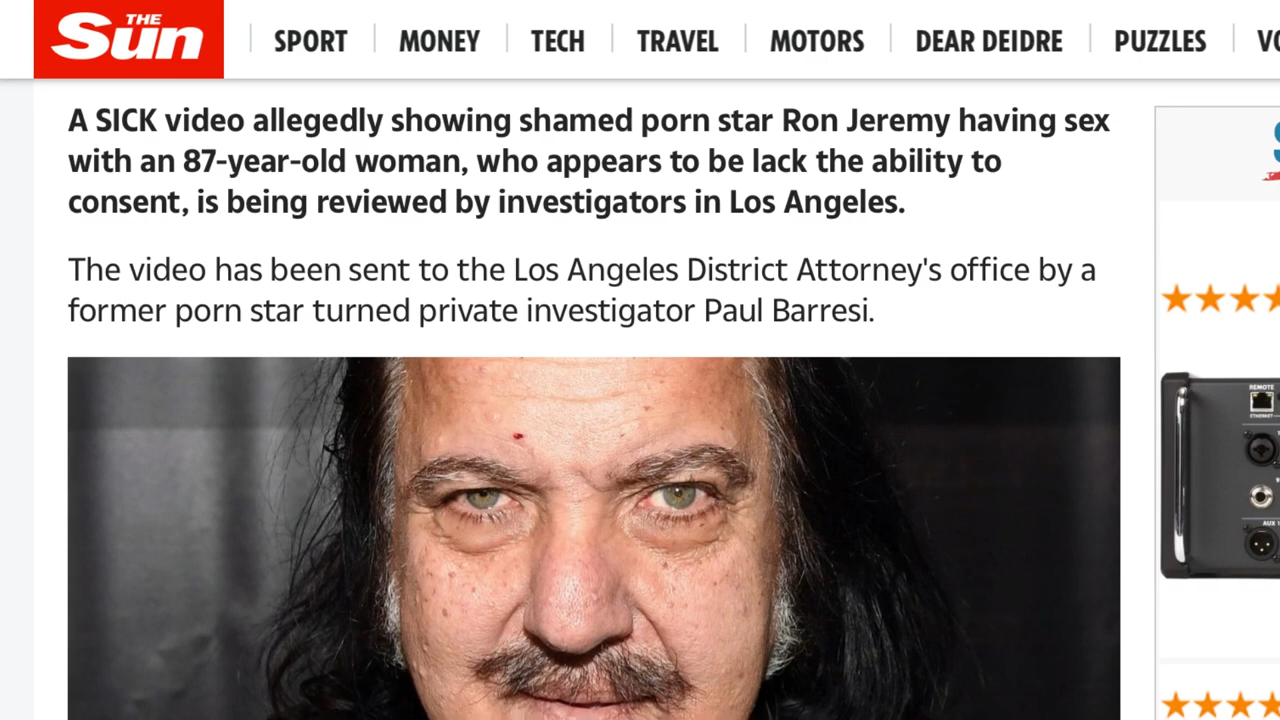 THE
Sun
SPORT
MONEY
TECH
TRAVEL
MOTORS
DEAR DEIDRE
PUZZLES
A SICK video allegedly showing shamed porn star Ron Jeremy having sex
with an 87-year-old woman, who appears to be lack the ability to
consent, is being reviewed by investigators in Los Angeles.
The video has been sent to the Los Angeles District Attorney's office by a
former porn star turned private investigator Paul Barresi.
REMOTE
ETHERNET